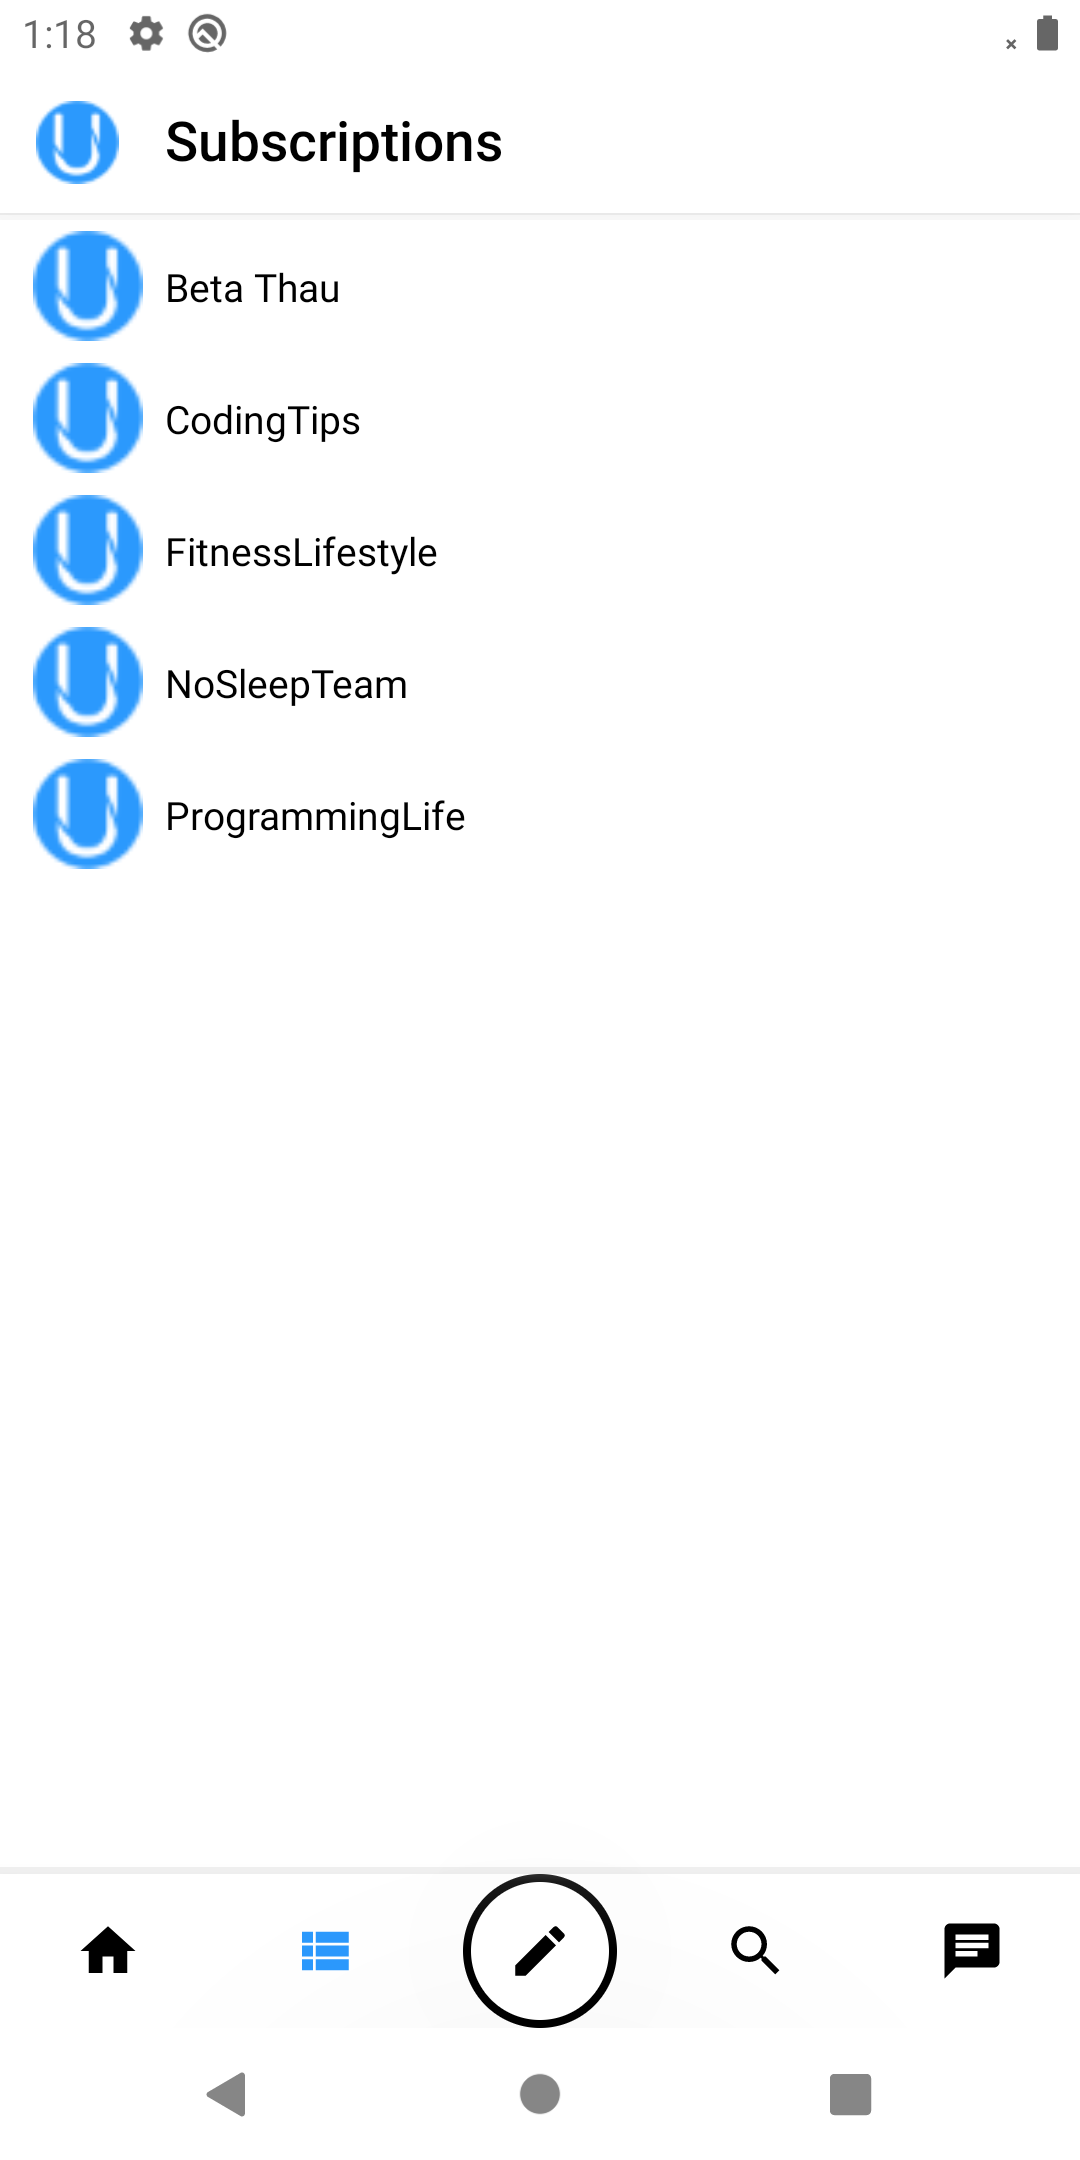 1:18
Subscriptions
Beta Thau
CodingTips
FitnessLifestyle
NoSleepTeam
ProgrammingLife